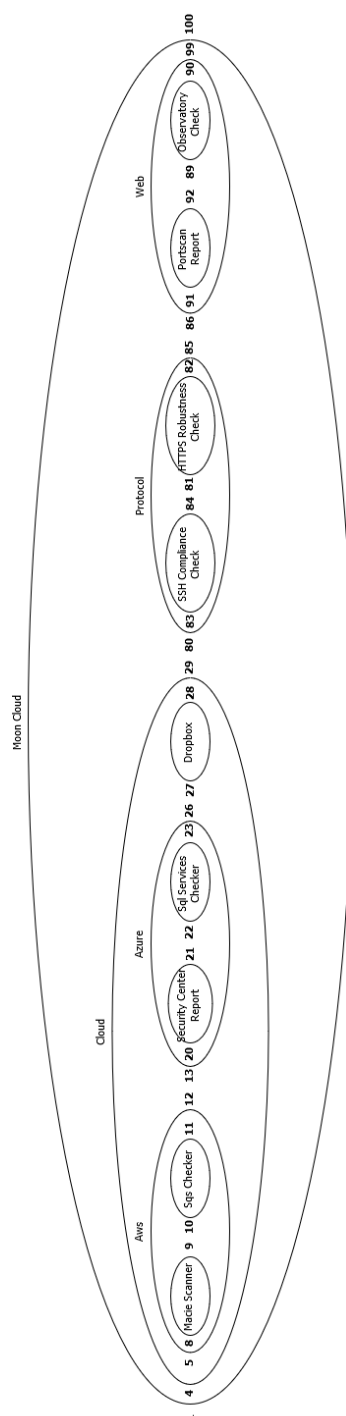 Moon Cloud
Cloud
Aws
Azure
Protocol
Web
4
5
8
Macie Scanner
9
10
Sqs Checker
11
12
13
20
Security Center
Report
21
22
Sql Services
Checker
23
26
27
Dropbox
28
29
80
83
SSH Compliance
Check
84
81
HTTPS Robustness
Check
82
85
86
91
Portscan
Report
92
89
Observatory
Check
90
99
100